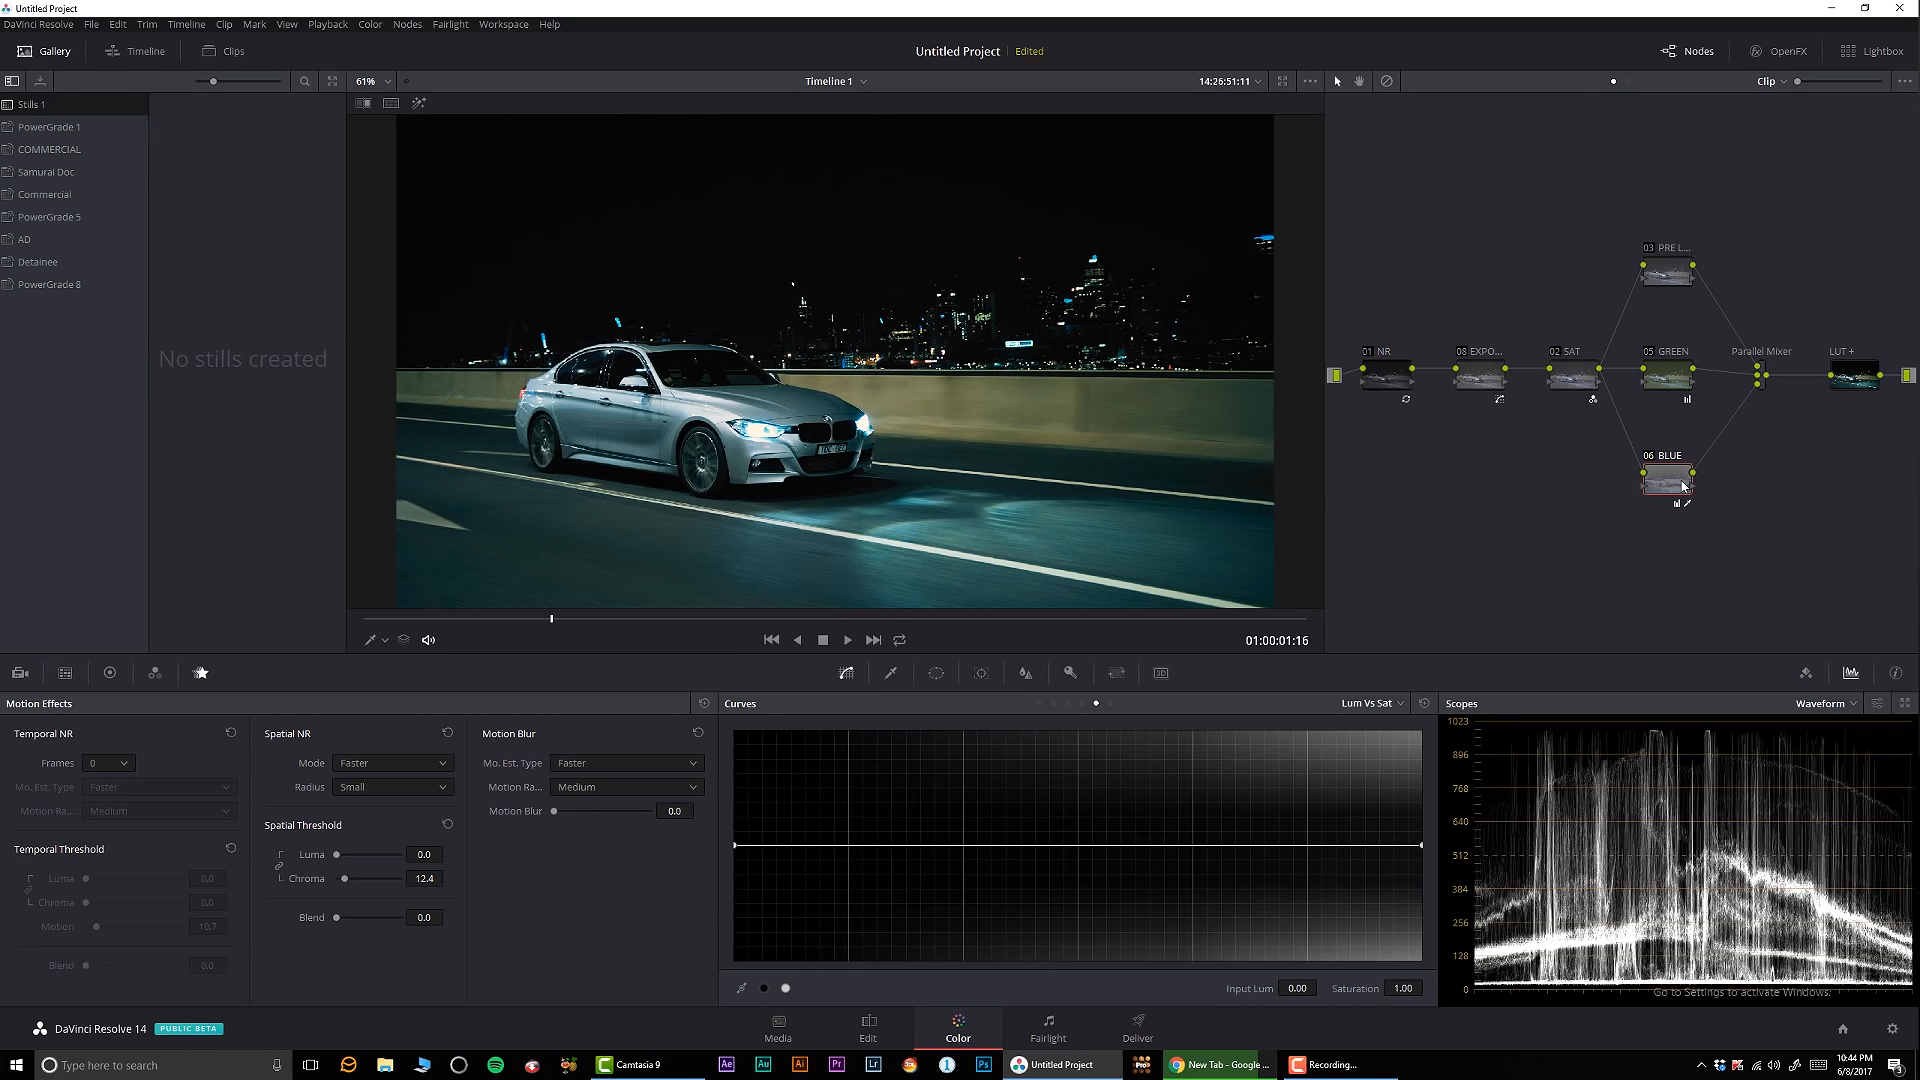 Untitled Project
DaVinci Resolve File Edit Trim Timeline Clip Mark View Playback Color Nodes Fairlight Workspace Help
Gallery Timeline Clips Untitled Project Edited Nodes OpenFX Lightbox
61% Timeline 1 14:26:51:11 Clip
Stills 1
PowerGrade 1
COMMERCIAL
Samurai Doc
Commercial
PowerGrade 5
AD
Detainee
PowerGrade 8
No stills created
03 PRE L...
01 NR 08 EXPO... 02 SAT 05 GREEN Parallel Mixer LUT +
06 BLUE
01:00:01:16
Motion Effects Curves Lum Vs Sat Scopes Waveform
Temporal NR Spatial NR Motion Blur
Frames 0 Mode Faster Mo. Est. Type Faster
Mo. Est. Type Faster Radius Small Motion Ra... Medium
Motion Ra... Medium Motion Blur 0.0
Spatial Threshold
Temporal Threshold Luma 0.0
Luma 0.0 Chroma 12.4
Chroma 0.0
Motion 10.7 Blend 0.0
Blend 0.0
Input Lum 0.00 Saturation 1.00
1023
896
768
640
512
384
256
128
0
Go to Settings to activate Windows.
DaVinci Resolve 14 PUBLIC BETA
Media Edit Color Fairlight Deliver
Type here to search Camtasia 9 Ae Au Ai Pr Lr Ps Untitled Project New Tab - Google ... Recording...
10:44 PM
6/8/2017